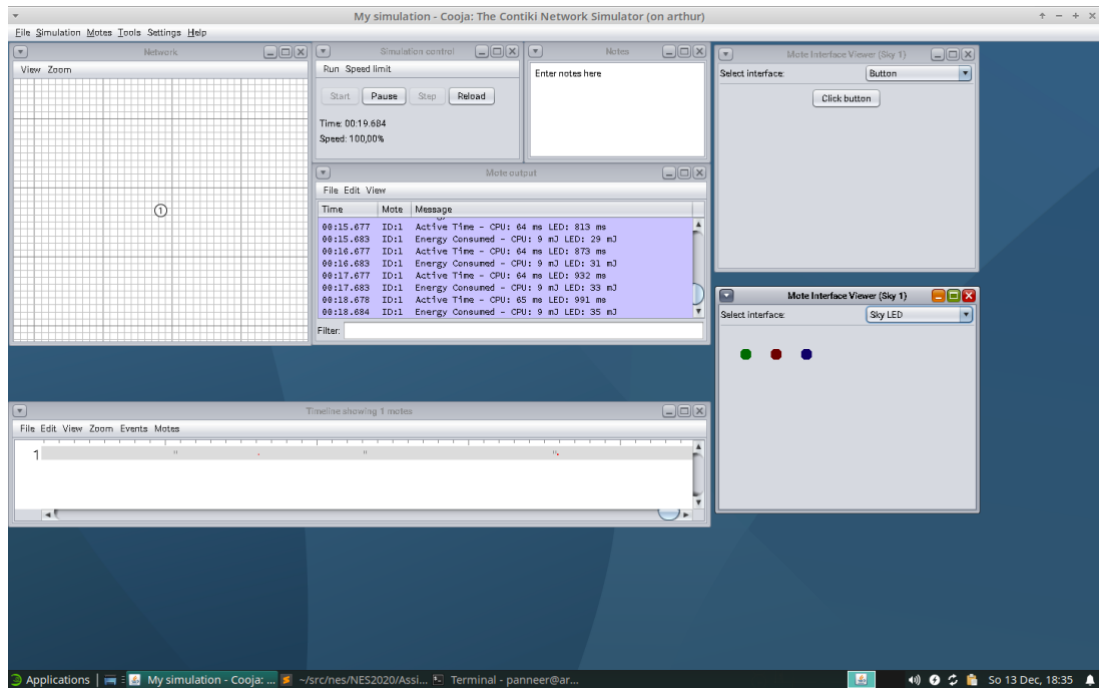 My simulation - Cooja: The Contiki Network Simulator (on arthur)
File Simulation Motes Tools Settings Help
Network
View Zoom
1
Simulation control
Run Speed limit
Start Pause Step Reload
Time: 00:19.684
Speed: 100,00%
Notes
Enter notes here
Mote output
File Edit View
Time Mote Message
00:15.677 ID:1 Active Time - CPU: 64 ms LED: 813 ms
00:15.683 ID:1 Energy Consumed - CPU: 9 mJ LED: 29 mJ
00:16.677 ID:1 Active Time - CPU: 64 ms LED: 873 ms
00:16.683 ID:1 Energy Consumed - CPU: 9 mJ LED: 31 mJ
00:17.677 ID:1 Active Time - CPU: 64 ms LED: 932 ms
00:17.683 ID:1 Energy Consumed - CPU: 9 mJ LED: 33 mJ
00:18.678 ID:1 Active Time - CPU: 65 ms LED: 991 ms
00:18.684 ID:1 Energy Consumed - CPU: 9 mJ LED: 35 mJ
Filter:
Mote Interface Viewer (Sky 1)
Select interface: Button
Click button
Mote Interface Viewer (Sky 1)
Select interface: Sky LED
Timeline showing 1 motes
File Edit View Zoom Events Motes
1
Applications My simulation - Cooja: ... ~/src/nes/NES2020/Assi... Terminal - panneer@ar... So 13 Dec, 18:35